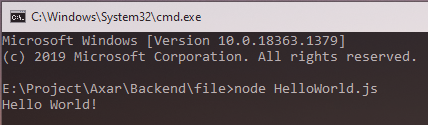 C:\Windows\System32\cmd.exe
Microsoft Windows [Version 10.0.18363.1379]
(c) 2019 Microsoft Corporation. All rights reserved.
E:\Project\Axar\Backend\file>node HelloWorld.js
Hello World!